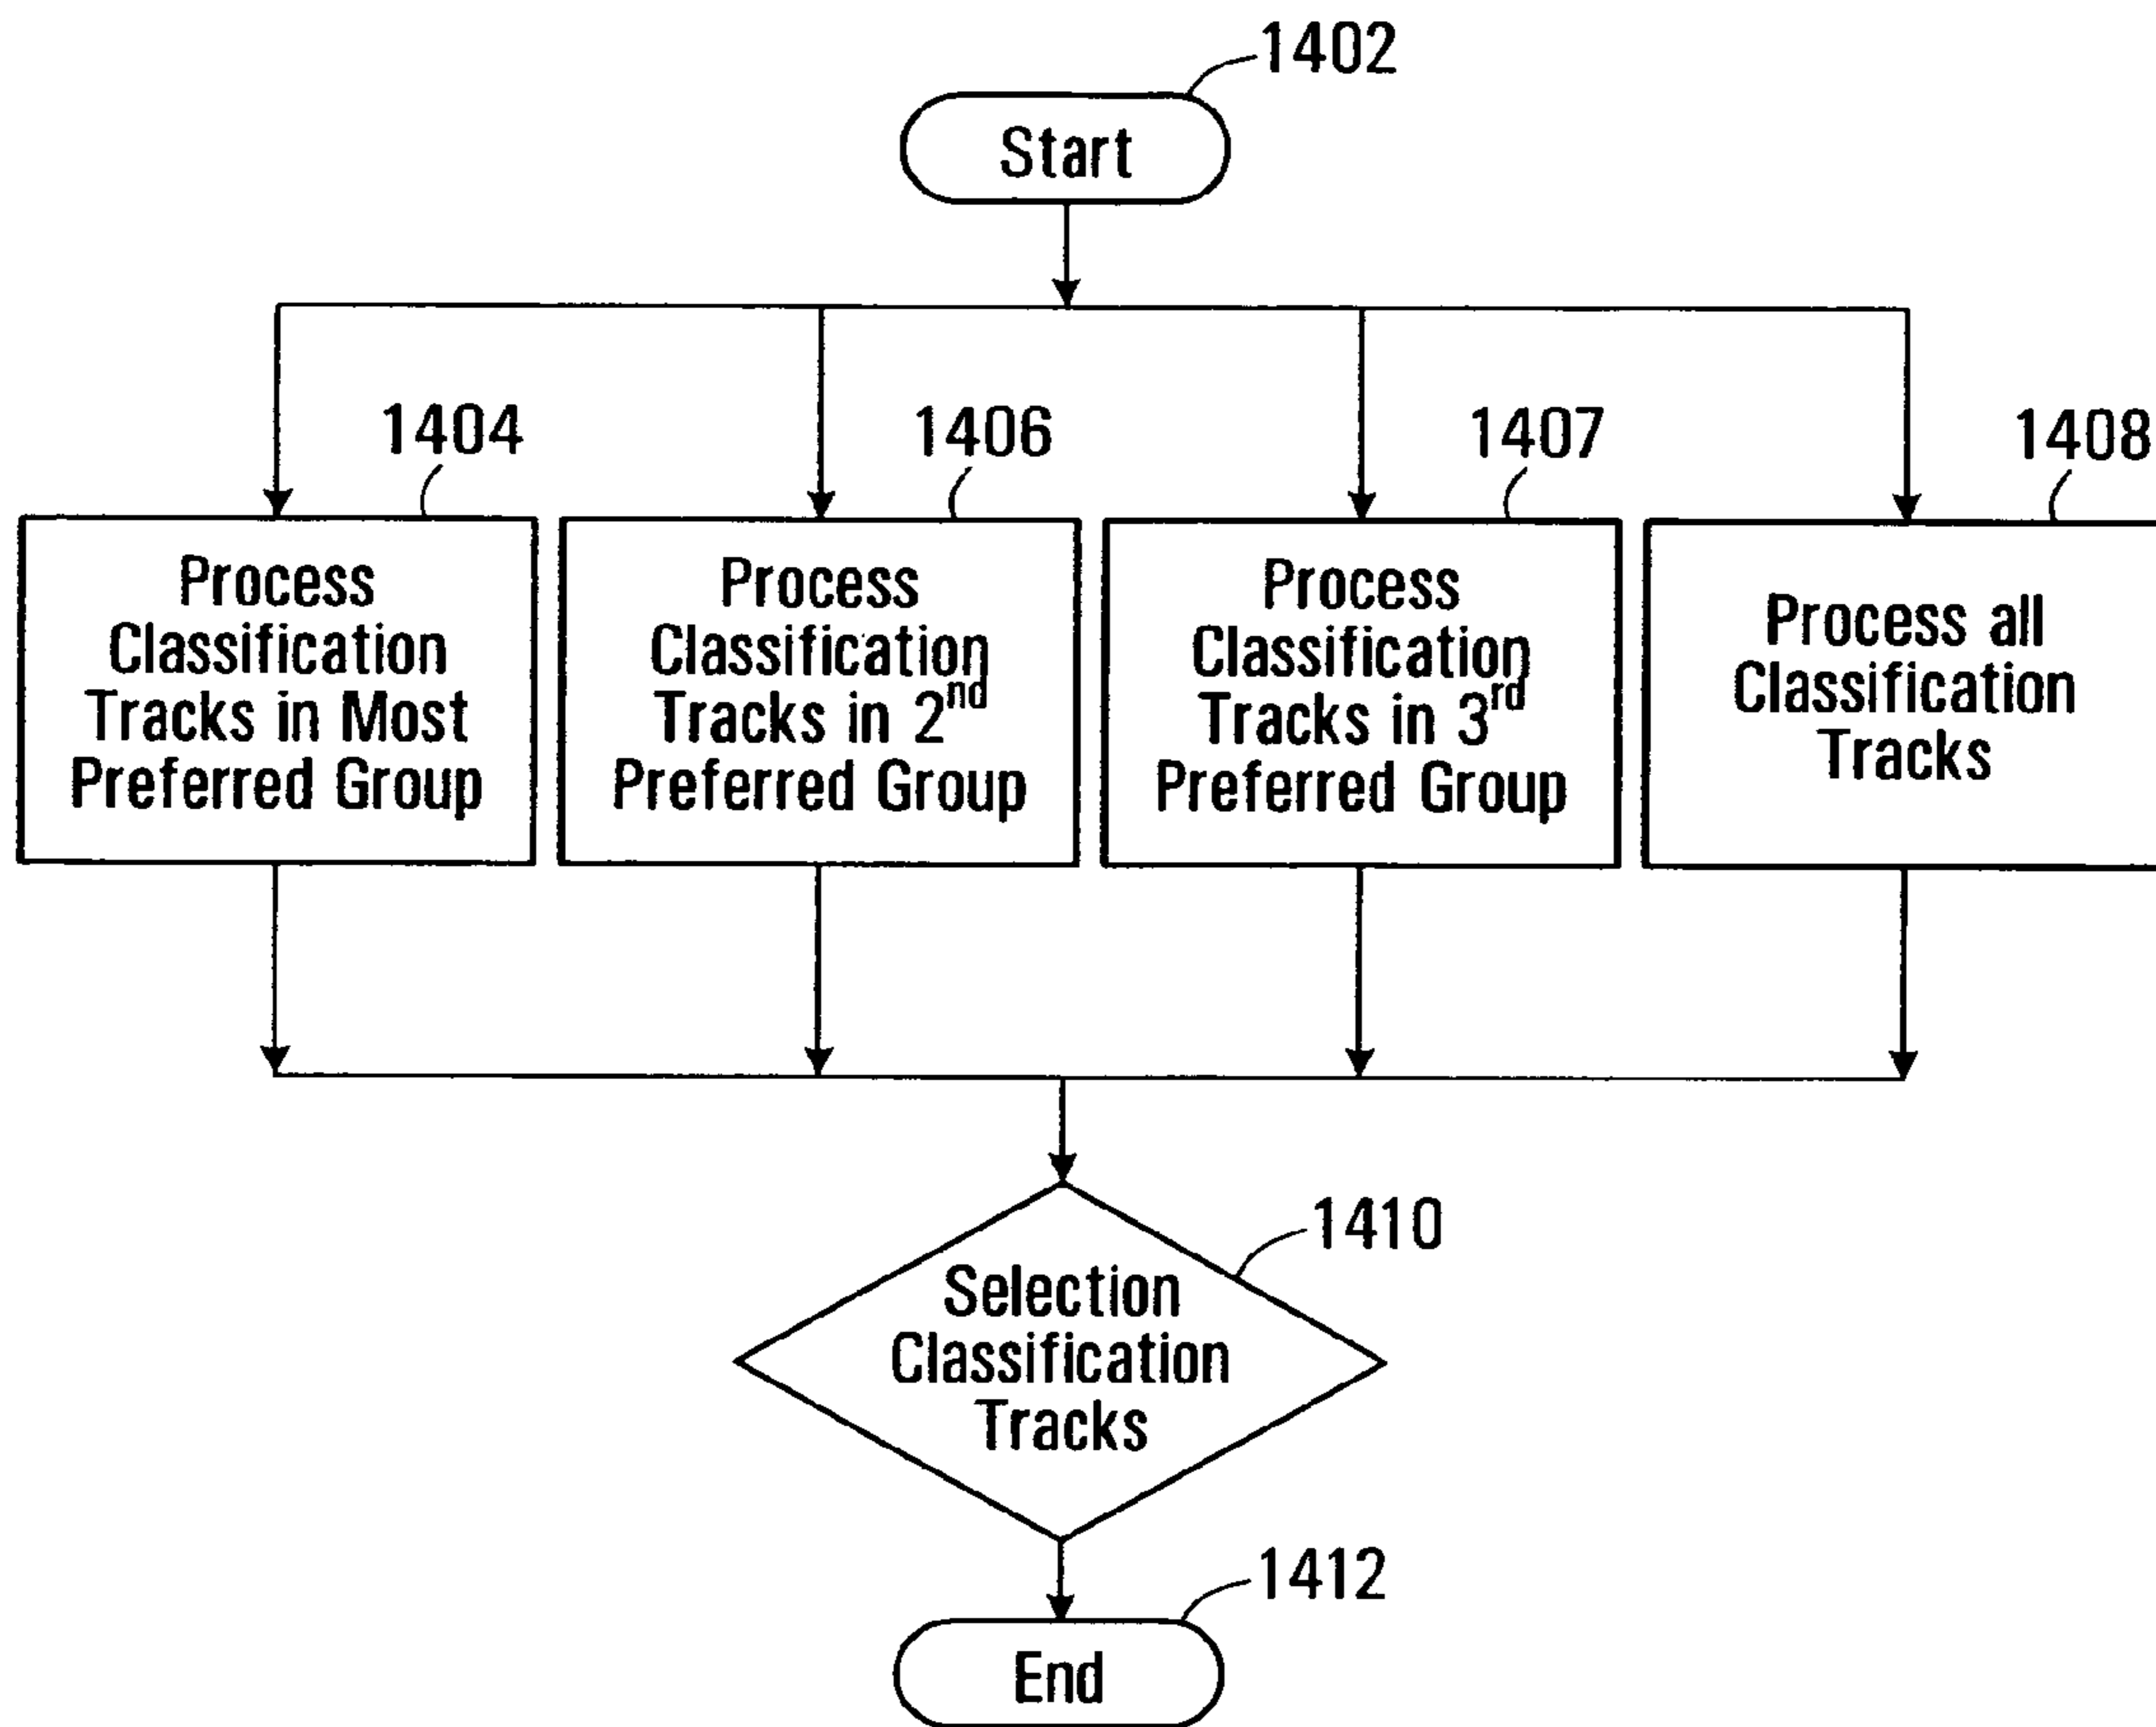 1402
Start
1404
1406
1407
1408
Process
Classification
Tracks in Most
Preferred Group
Process
Classification
Tracks in 2nd
Preferred Group
Process
Classification
Tracks in 3rd
Preferred Group
Process all
Classification
Tracks
1410
Selection
Classification
Tracks
1412
End